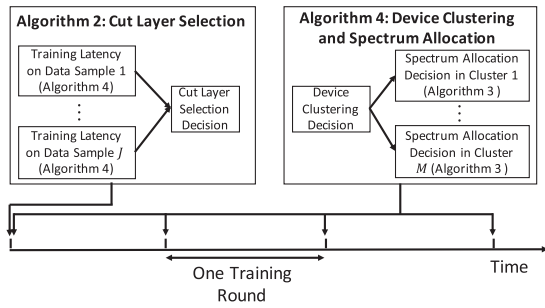 Algorithm 2: Cut Layer
Selection
Training Latency
on Data Sample 1
(Algorithm 4)
⋮
Training Latency
on Data Sample J
(Algorithm 4)
Cut Layer
Selection
Decision
Algorithm 4: Device Clustering
and Spectrum Allocation
Device
Clustering
Decision
Spectrum Allocation
Decision in Cluster 1
(Algorithm 3 )
⋮
Spectrum Allocation
Decision in Cluster
M (Algorithm 3 )
One Training
Round
Time